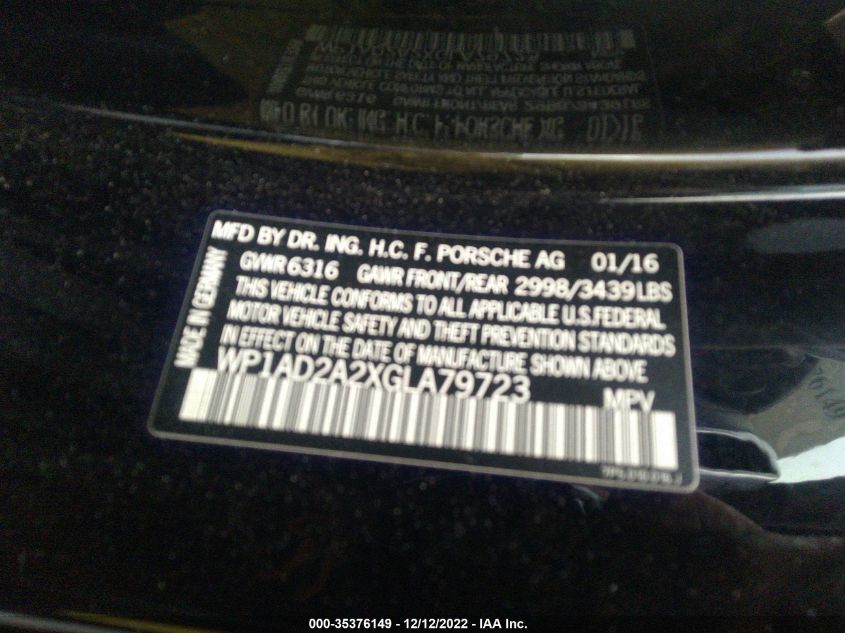 MFD BY DR. ING. H.C. F. PORSCHE AG 01/16
GVWR 6316 GAWR FRONT/REAR 2998/3439LBS
THIS VEHICLE CONFORMS TO ALL APPLICABLE U.S.FEDERAL
MOTOR VEHICLE SAFETY AND THEFT PREVENTION STANDARDS
IN EFFECT ON THE DATE OF MANUFACTURE SHOWN ABOVE
WP1AD2A2XGLA79723 MPV
MADE IN GERMANY
000-35376149 - 12/12/2022 - IAA Inc.